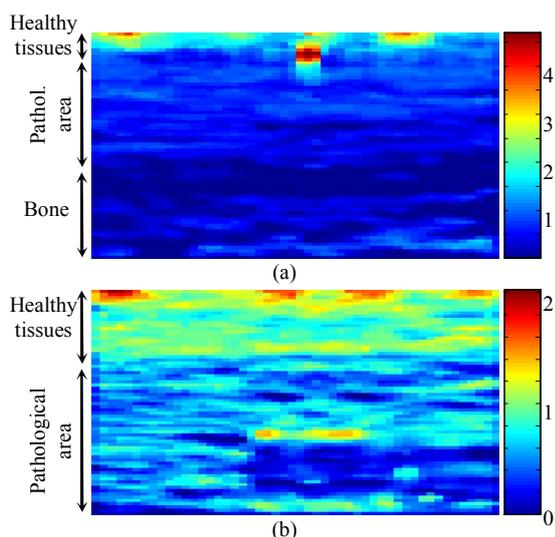 Healthy
tissues
Pathol.
area
Bone
4
3
2
1
(a)
Healthy
tissues
Pathological
area
2
1
0
(b)